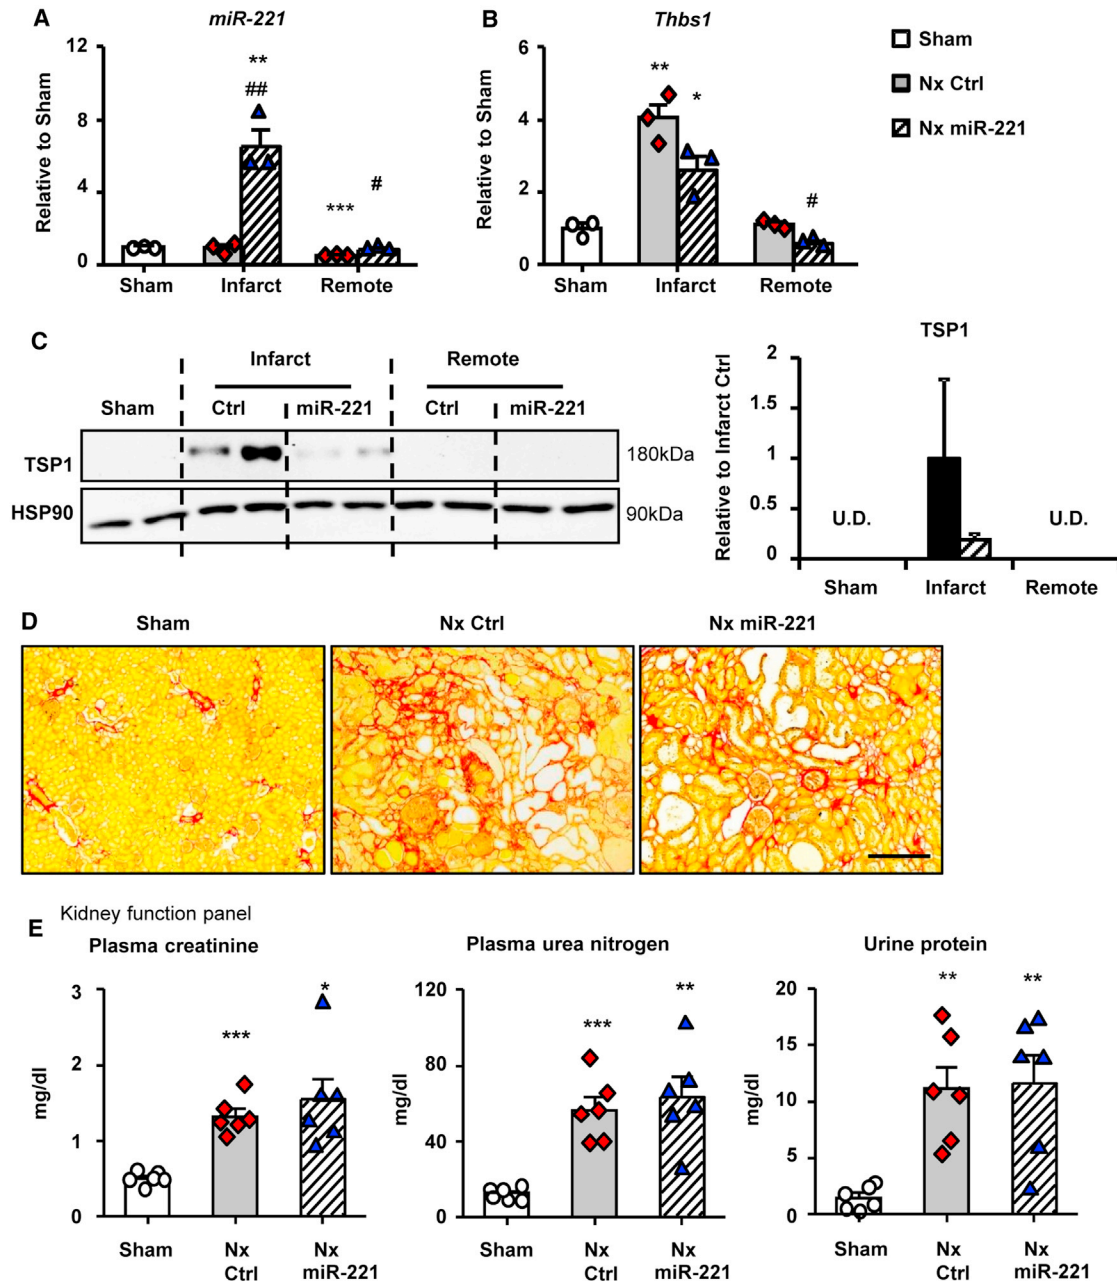 A
miR-221
Relative to Sham
12
8
4
0
**
##
***
#
Sham
Infarct
Remote
B
Thbs1
Relative to Sham
6
4
2
0
**
*
#
Sham
Infarct
Remote
Sham
Nx Ctrl
Nx miR-221
C
Infarct
Remote
Sham
Ctrl
miR-221
Ctrl
miR-221
TSP1
180kDa
HSP90
90kDa
TSP1
Relative to Infarct Ctrl
2
1.5
1
0.5
0
U.D.
U.D.
Sham
Infarct
Remote
D
Sham
Nx Ctrl
Nx miR-221
E
Kidney function panel
Plasma creatinine
mg/dl
3
2
1
0
***
*
Sham
Nx
Ctrl
Nx
miR-221
Plasma urea nitrogen
mg/dl
120
80
40
0
***
**
Sham
Nx
Ctrl
Nx
miR-221
Urine protein
mg/dl
20
15
10
5
0
**
**
Sham
Nx
Ctrl
Nx
miR-221